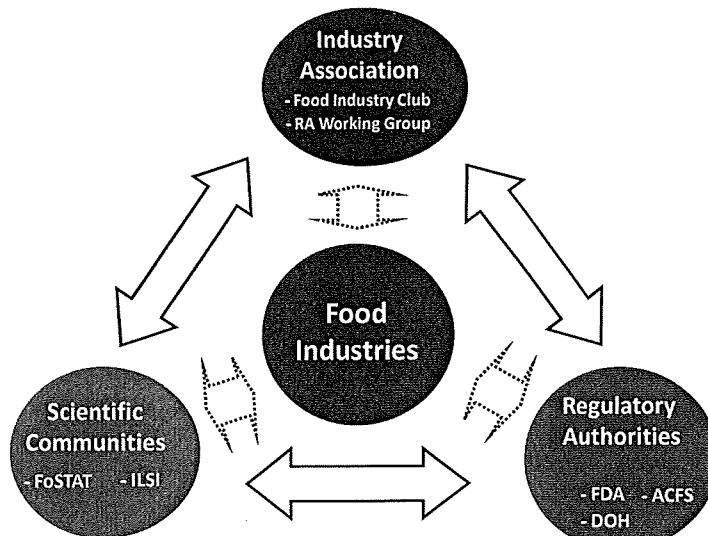 Industry
Association
- Food Industry Club
- RA Working Group
Food
Industries
Scientific
Communities
- FoSTAT - ILSI
Regulatory
Authorities
- FDA - ACFS
- DOH